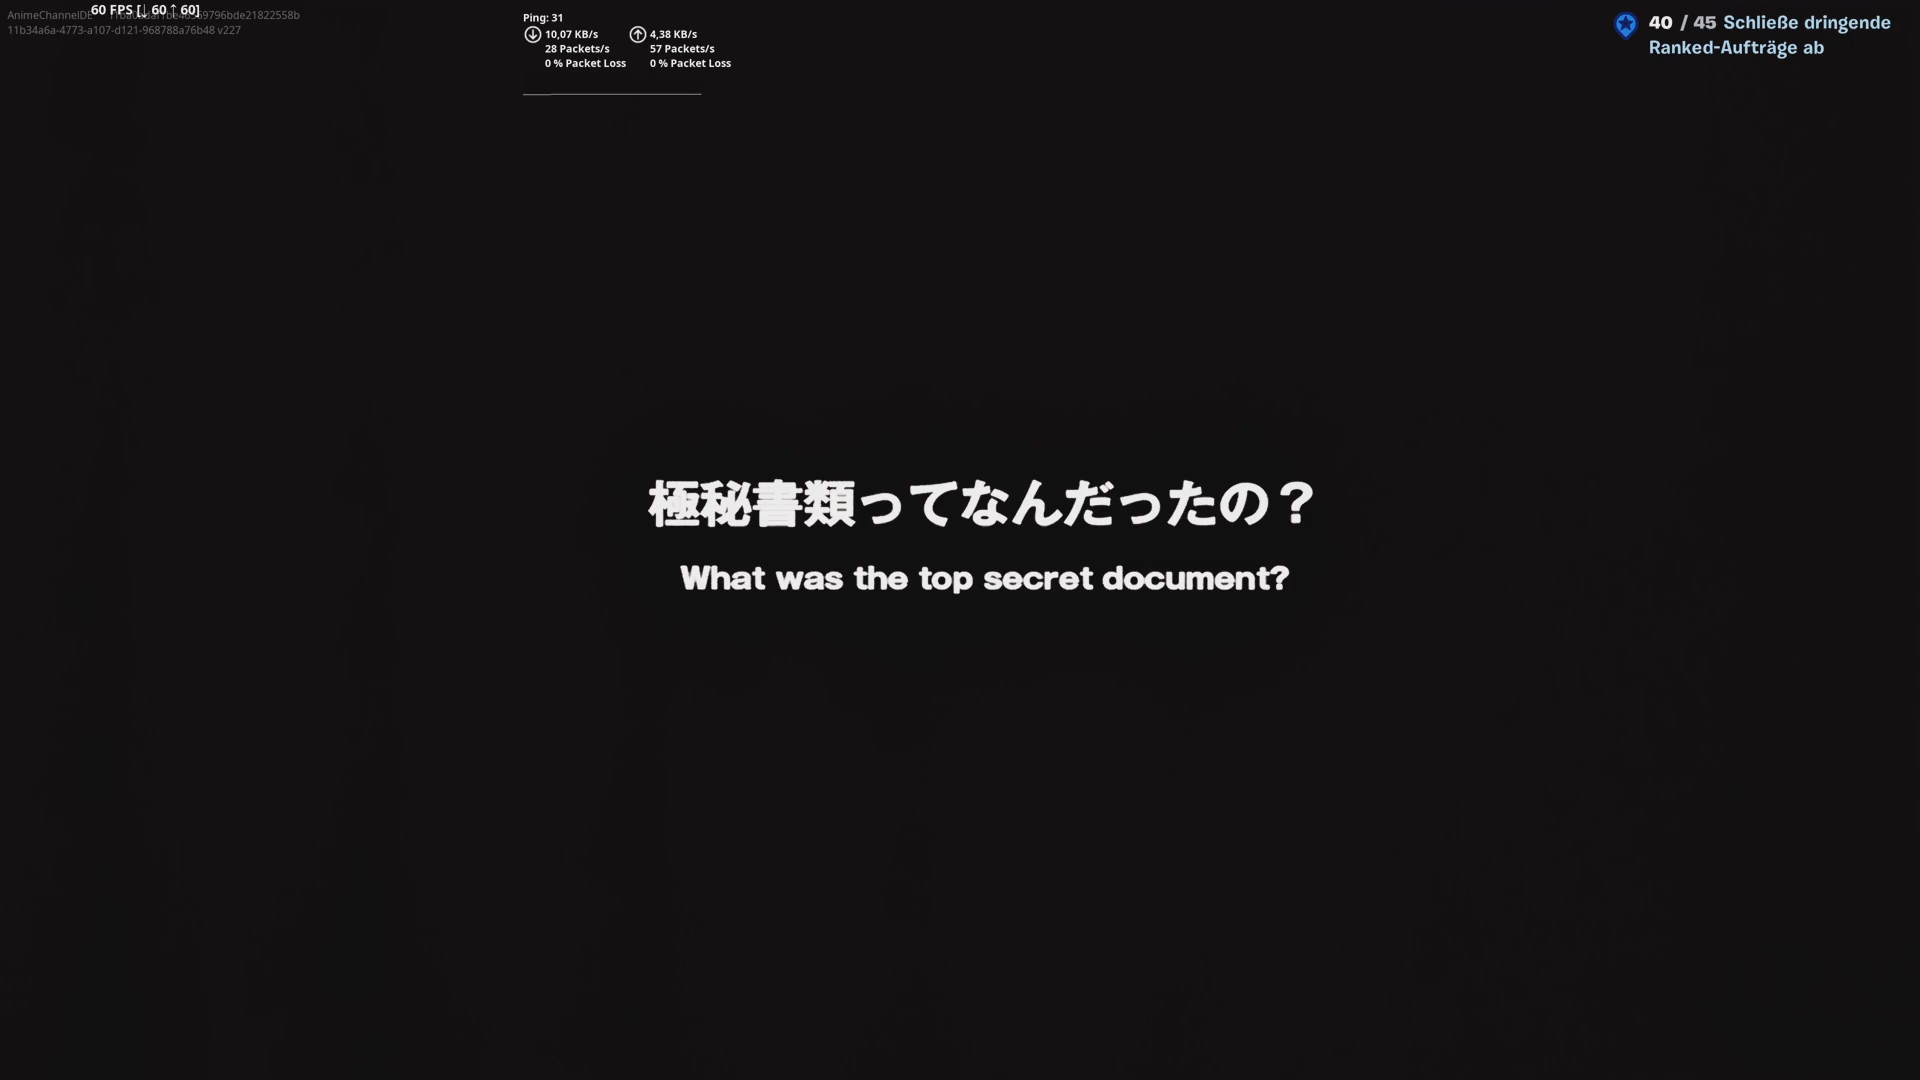 60 FPS [↓ 60 ↑ 60]
AnimeChannelDE
11b34a6a-4773-a107-d121-968788a76b48 v227
Ping: 31
10,07 KB/s
28 Packets/s
0 % Packet Loss
4,38 KB/s
57 Packets/s
0 % Packet Loss
40 / 45 Schließe dringende
Ranked-Aufträge ab
極秘書類ってなんだったの？
What was the top secret document?